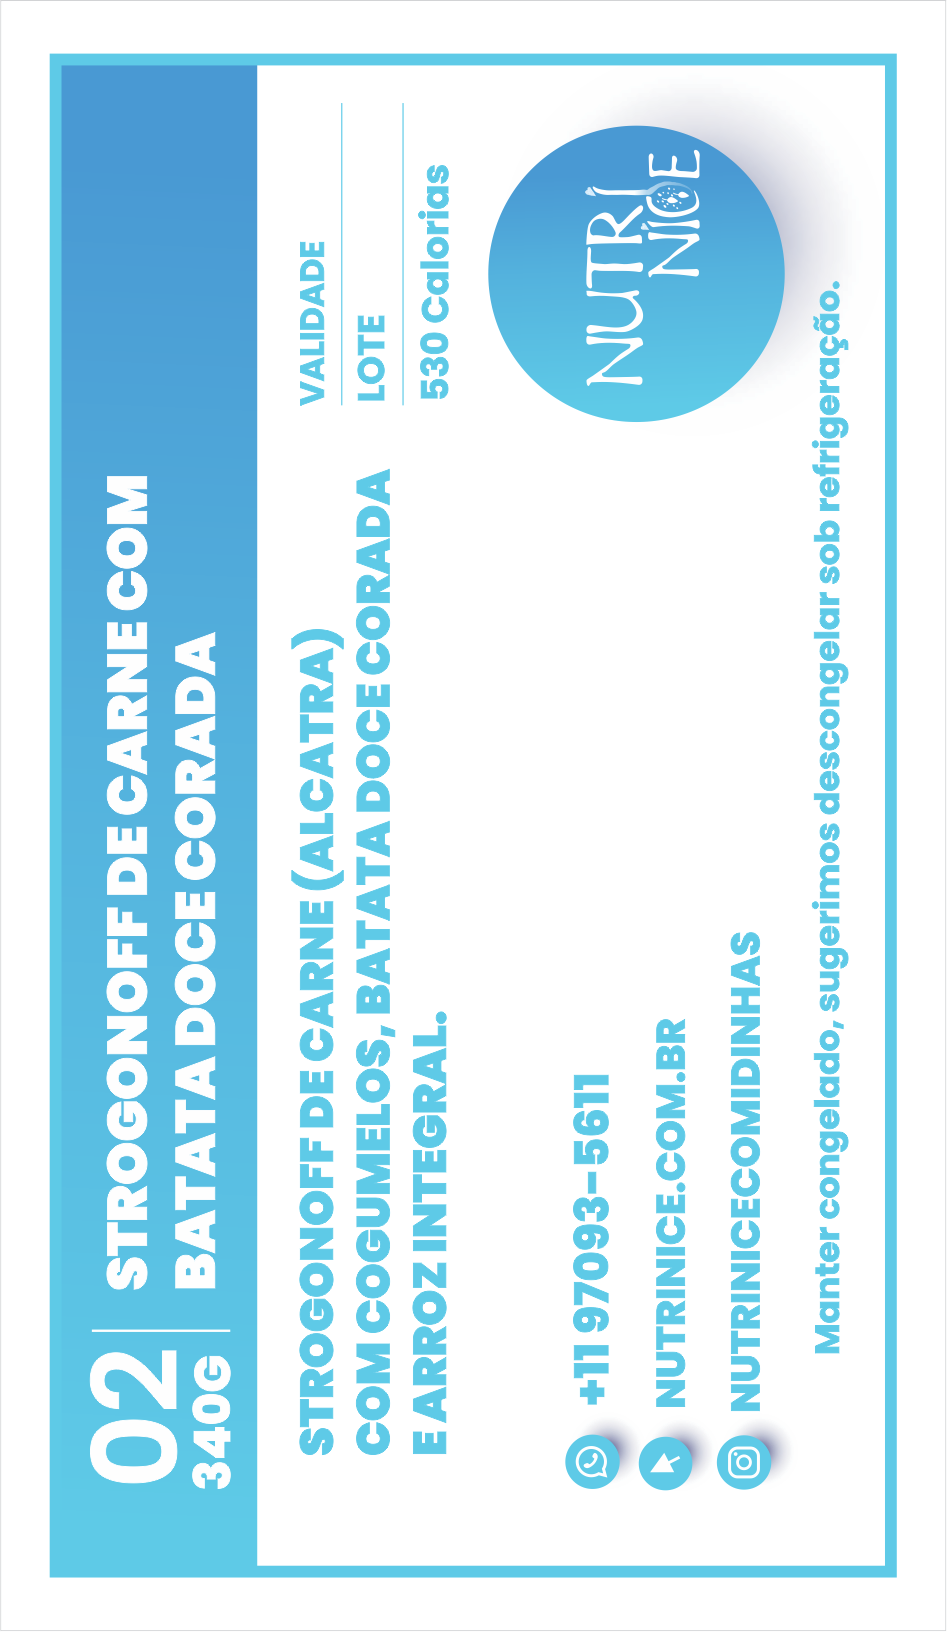 02
340G
STROGONOFF DE CARNE COM
BATATA DOCE CORADA
STROGONOFF DE CARNE (ALCATRA)
COM COGUMELOS, BATATA DOCE CORADA
E ARROZ INTEGRAL.
VALIDADE
LOTE
530 Calorias
+11 97093-5611
NUTRINICE.COM.BR
NUTRINICECOMIDINHAS
NUTRÍ
NICE
Manter congelado, sugerimos descongelar sob refrigeração.